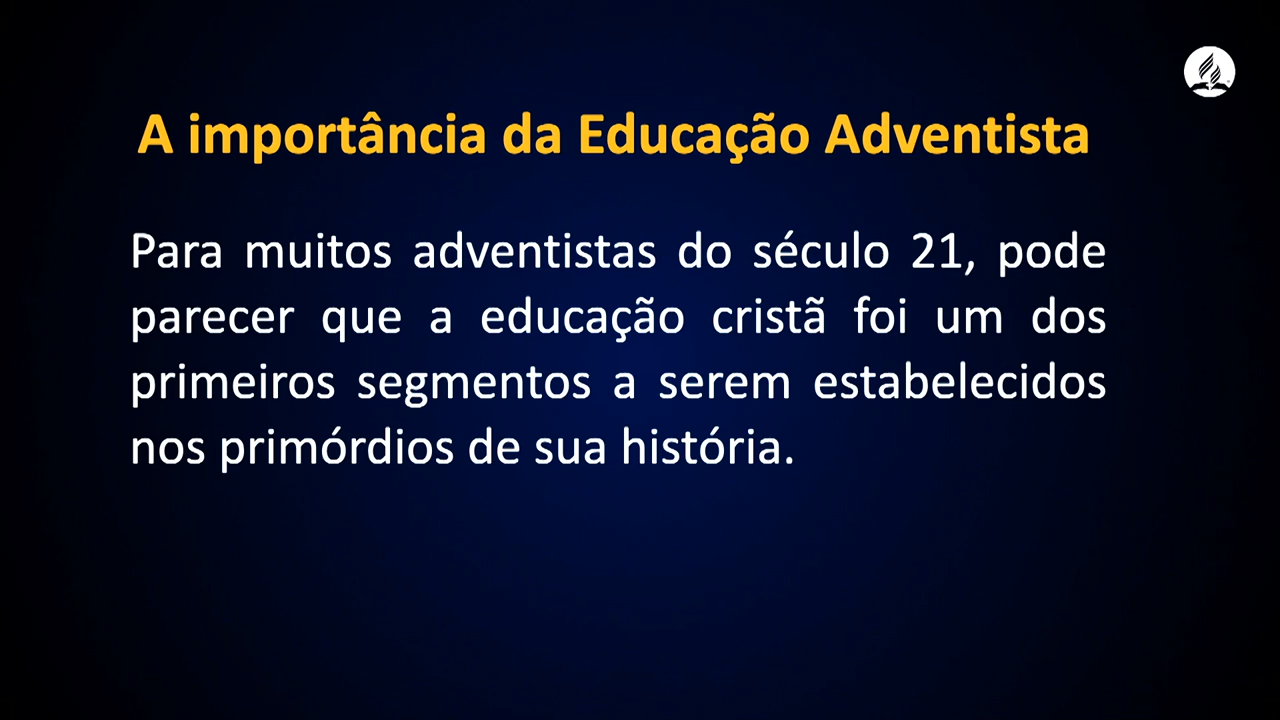 A importância da Educação Adventista
Para muitos adventistas do século 21, pode
parecer que a educação cristã foi um dos
primeiros segmentos a serem estabelecidos
nos primórdios de sua história.